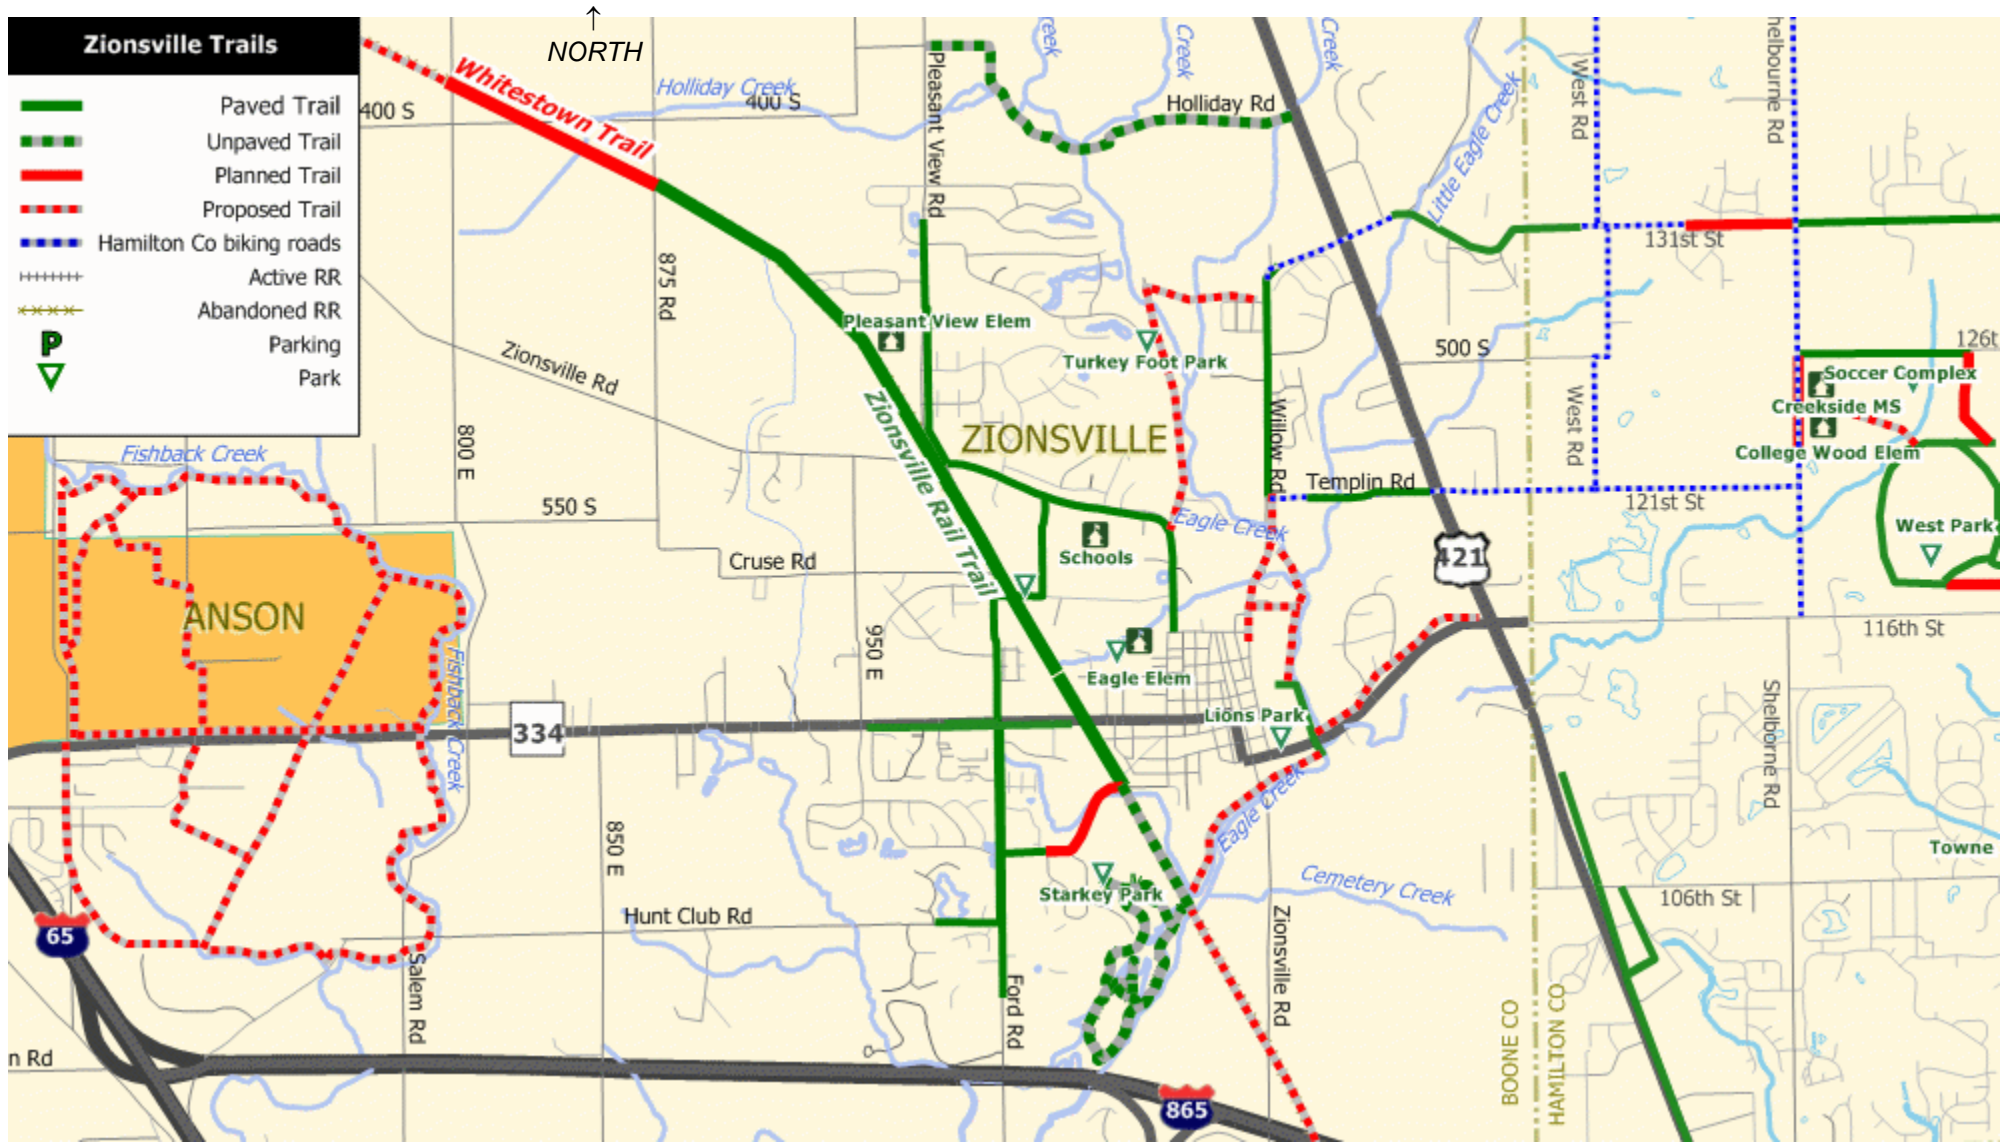 ↑
NORTH
Zionsville Trails
Paved Trail
Unpaved Trail
Planned Trail
Proposed Trail
Hamilton Co biking roads
Active RR
Abandoned RR
P
Parking
Park
Whitestown Trail
Holliday Creek
400 S
400 S
Pleasant View Rd
Creek
Creek
Holliday Rd
Little Eagle Creek
West Rd
Shelbourne Rd
131st St
875 Rd
Pleasant View Elem
Turkey Foot Park
500 S
126t
Soccer Complex
Creekside MS
College Wood Elem
Zionsville Rd
Zionsville Rail Trail
ZIONSVILLE
Willow Rd
West Rd
Fishback Creek
800 E
550 S
Templin Rd
121st St
Eagle Creek
West Park
Cruse Rd
Schools
421
ANSON
Fishback Creek
950 E
Eagle Elem
116th St
334
Lions Park
Shelborne Rd
Eagle Creek
850 E
Towne
Starkey Park
Cemetery Creek
106th St
65
Hunt Club Rd
Salem Rd
Ford Rd
Zionsville Rd
BOONE CO
HAMILTON CO
n Rd
865